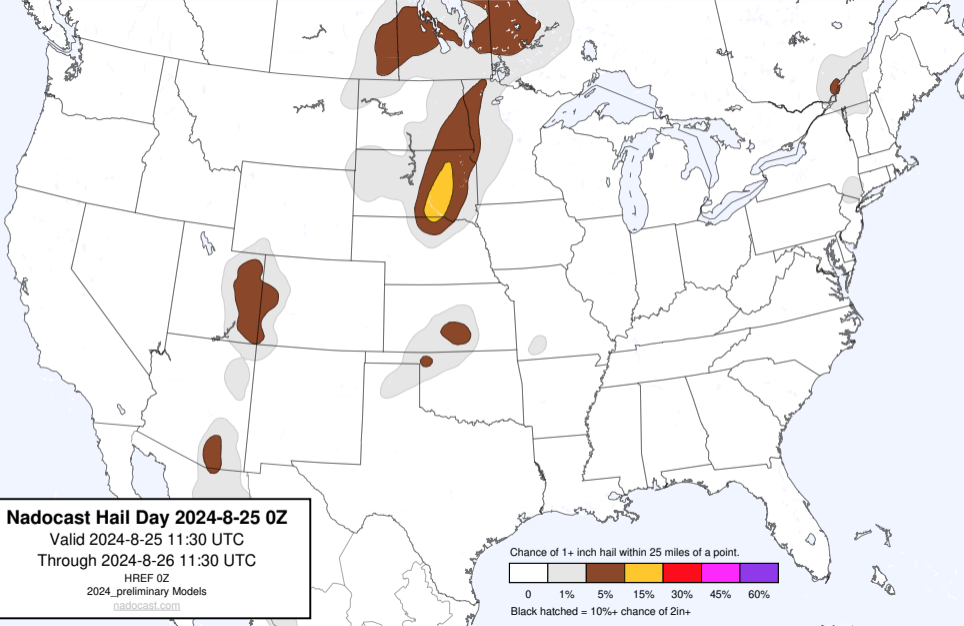 Nadocast Hail Day 2024-8-25 0Z
Valid 2024-8-25 11:30 UTC
Through 2024-8-26 11:30 UTC
HREF 0Z
2024_preliminary Models
nadocast.com
Chance of 1+ inch hail within 25 miles of a point.
0 1% 5% 15% 30% 45% 60%
Black hatched = 10%+ chance of 2in+